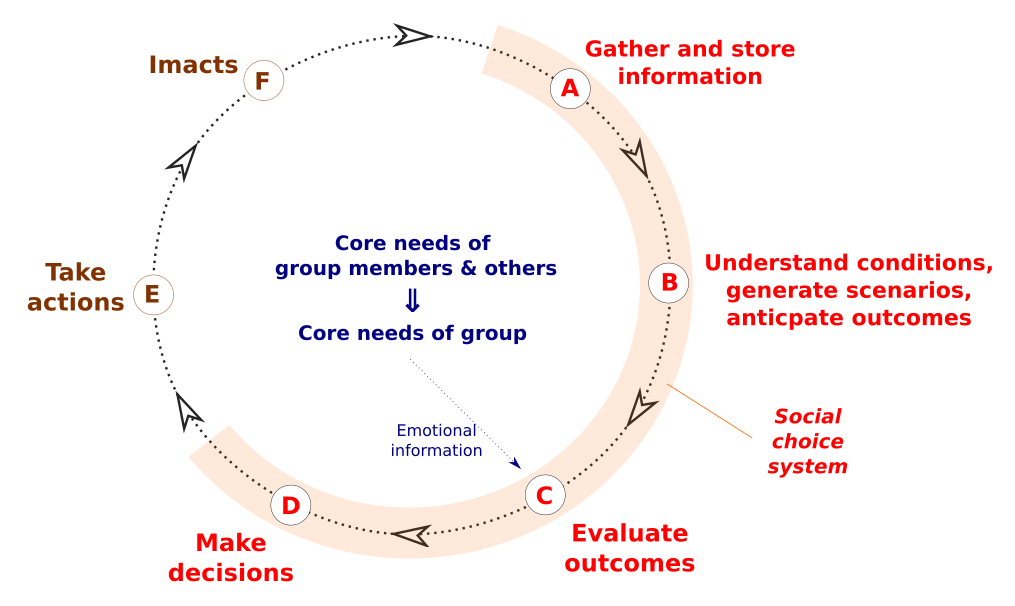 Imacts
F
A
Gather and store
information
Core needs of
group members & others
⇓
Core needs of group
B
Understand conditions,
generate scenarios,
anticpate outcomes
Take
actions
E
Emotional
information
Social
choice
system
C
Evaluate
outcomes
D
Make
decisions